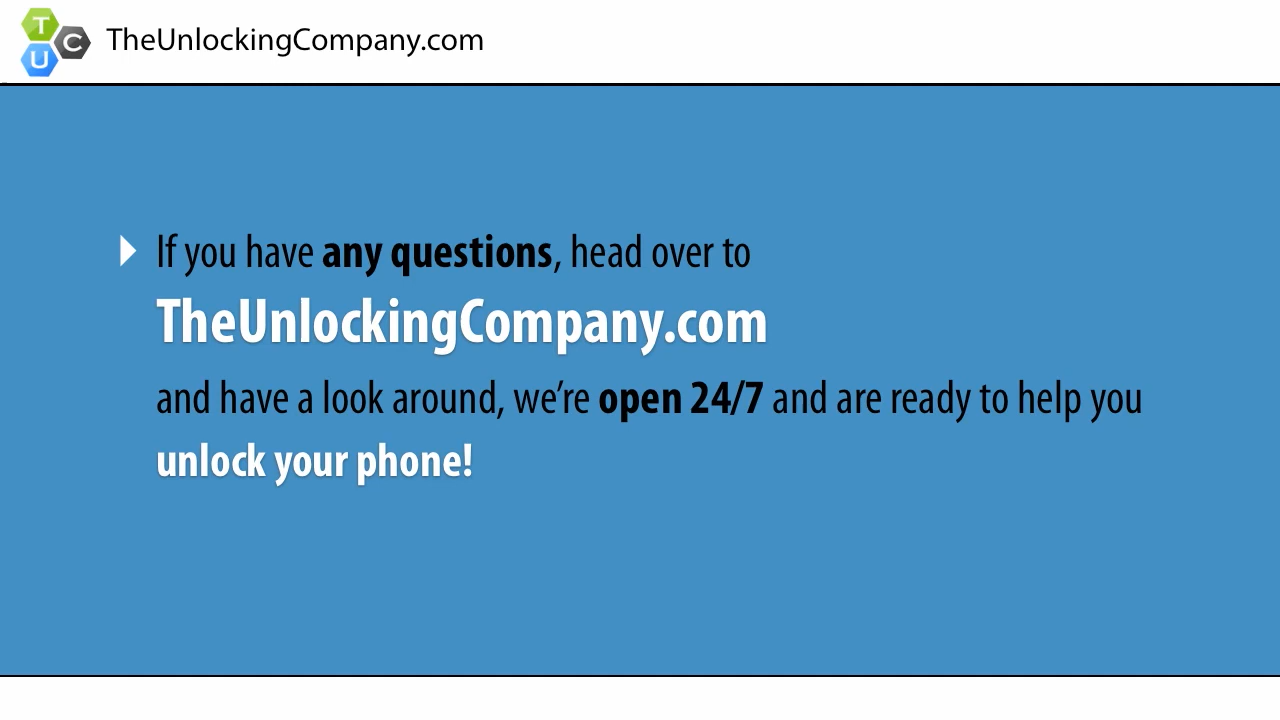 T
C
U
TheUnlockingCompany.com
If you have any questions, head over to
TheUnlockingCompany.com
and have a look around, we're open 24/7 and are ready to help you
unlock your phone!